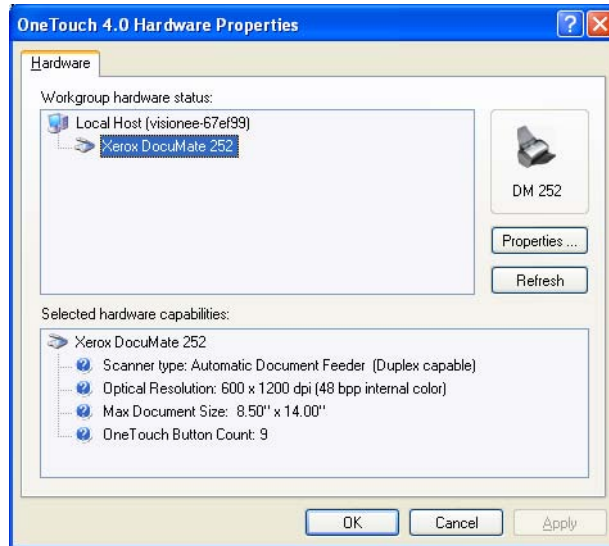 OneTouch 4.0 Hardware Properties
Hardware
Workgroup hardware status:
Local Host (visionee-67ef99)
Xerox DocuMate 252
DM 252
Properties ...
Refresh
Selected hardware capabilities:
Xerox DocuMate 252
Scanner type: Automatic Document Feeder (Duplex capable)
Optical Resolution: 600 x 1200 dpi (48 bpp internal color)
Max Document Size: 8.50" x 14.00"
OneTouch Button Count: 9
OK
Cancel
Apply